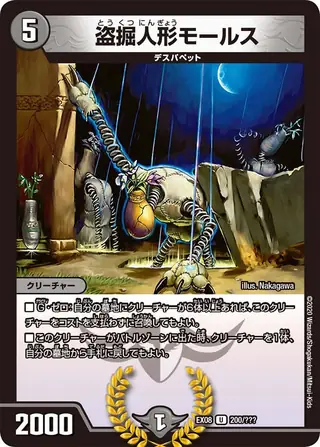 5
とうくつにんぎょう
盗掘人形モールス
デスパペット
クリーチャー
illus. Nakagawa
■G・ゼロ:自分の墓地にクリーチャーが6体以上あれば、このクリー
チャーをコストを支払わずに召喚してもよい。
■このクリーチャーがバトルゾーンに出た時、クリーチャーを1体、
自分の墓地から手札に戻してもよい。
2000
EX08 U 200/???
©2020 Wizards/Shogakukan/Mitsui-Kids